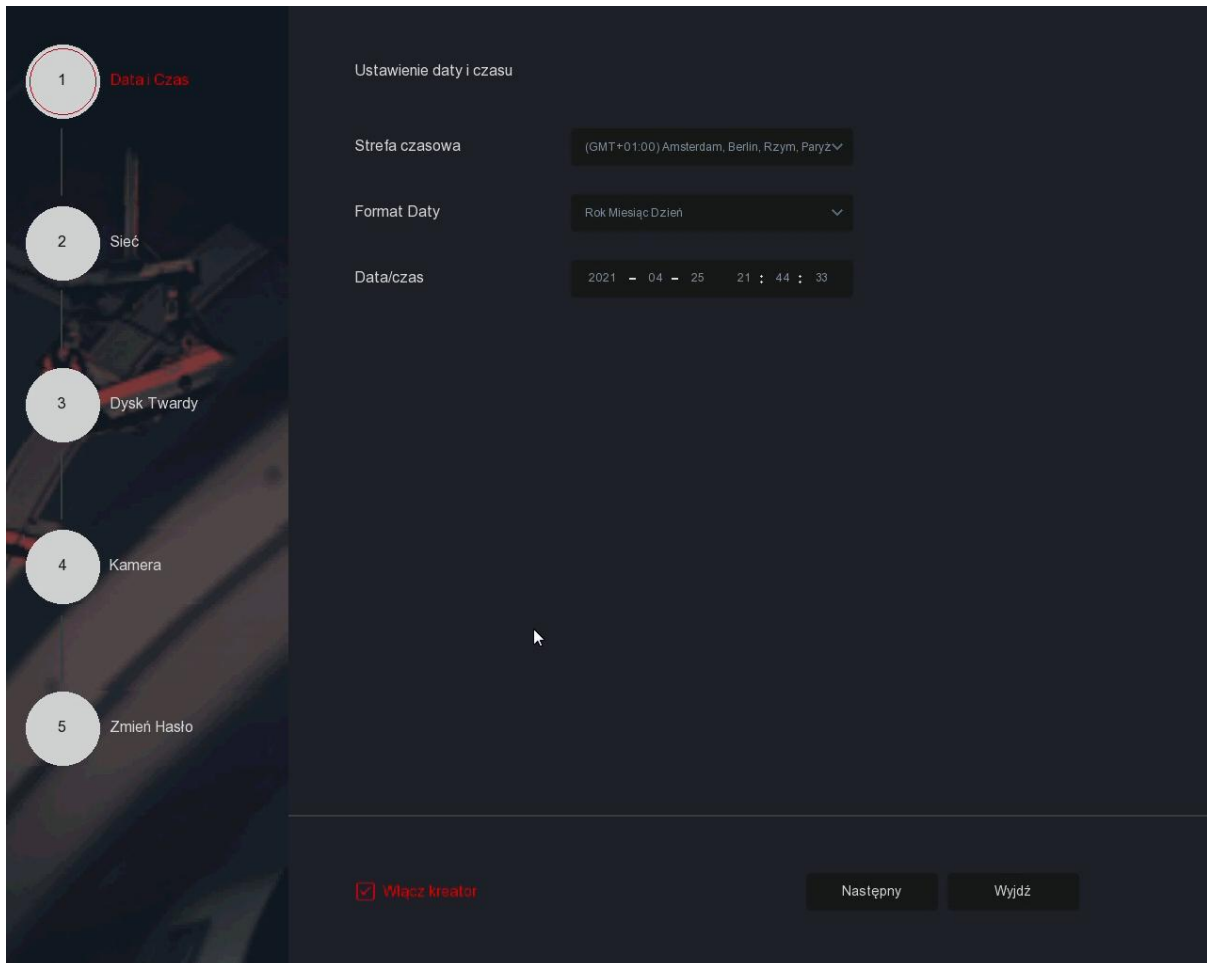 1 Data i Czas
2 Sieć
3 Dysk Twardy
4 Kamera
5 Zmień Hasło
Ustawienie daty i czasu
Strefa czasowa (GMT+01:00) Amsterdam, Berlin, Rzym, Paryż
Format Daty Rok Miesiąc Dzień
Data/czas 2021 - 04 - 25 21 : 44 : 33
Włącz kreator Następny Wyjdź